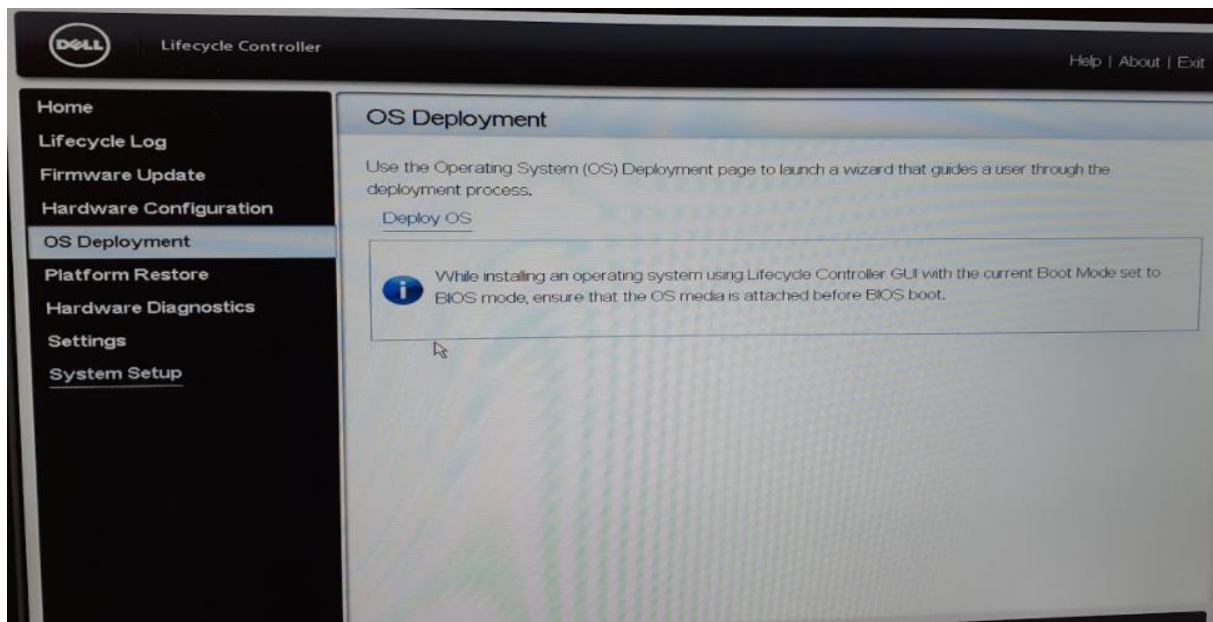 DELL
Lifecycle Controller
Help | About | Exit
Home
Lifecycle Log
Firmware Update
Hardware Configuration
OS Deployment
Platform Restore
Hardware Diagnostics
Settings
System Setup
OS Deployment
Use the Operating System (OS) Deployment page to launch a wizard that guides a user through the
deployment process.
Deploy OS
While installing an operating system using Lifecycle Controller GUI with the current Boot Mode set to
BIOS mode, ensure that the OS media is attached before BIOS boot.